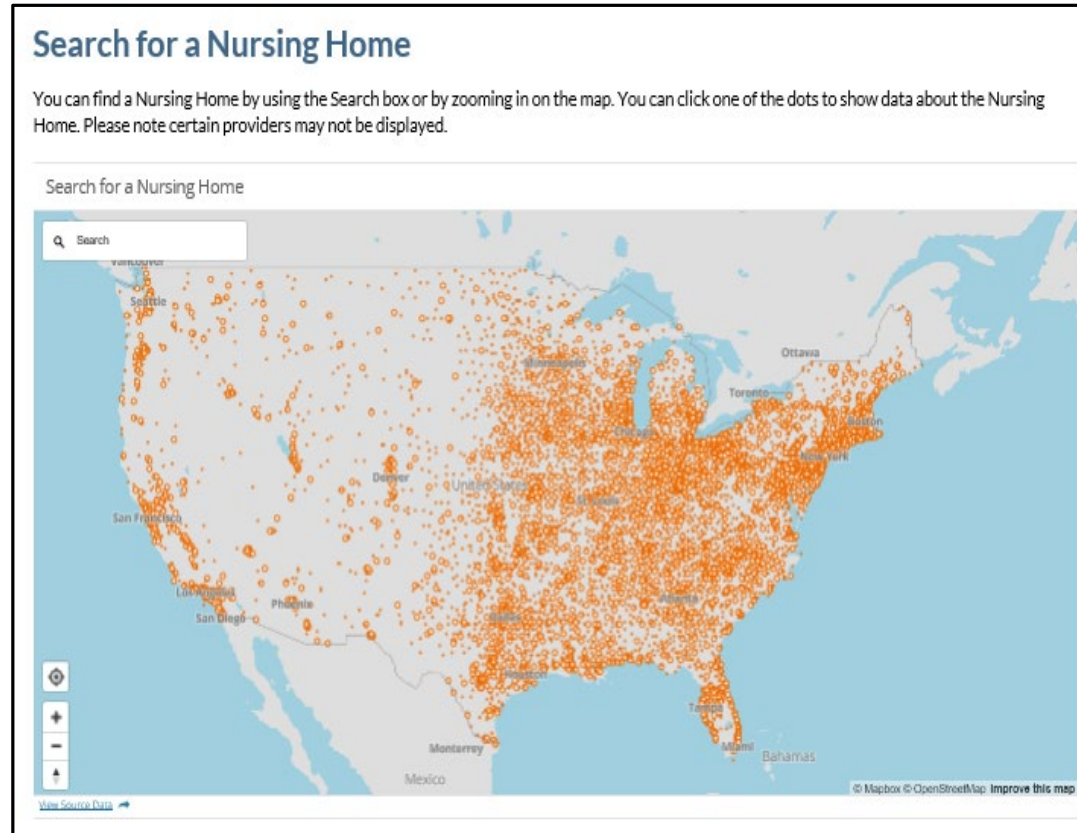 Search for a Nursing Home
You can find a Nursing Home by using the Search box or by zooming in on the map. You can click one of the dots to show data about the Nursing
Home. Please note certain providers may not be displayed.
Search for a Nursing Home
Search
Vancouver
Seattle
Ottawa
Minneapolis
Toronto
Boston
Chicago
New York
Denver
United States
St. Louis
San Francisco
Los Angeles
Phoenix
Atlanta
San Diego
Dallas
Houston
Tampa
Monterrey
Miami
Bahamas
Mexico
© Mapbox © OpenStreetMap Improve this map
View Source Data